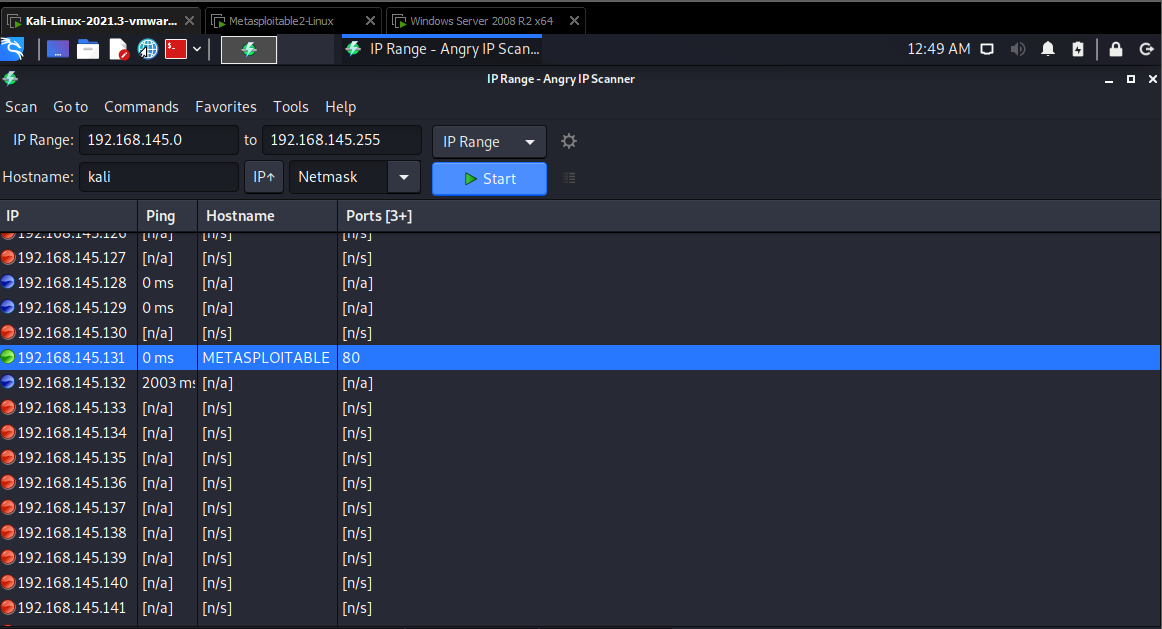 Kali-Linux-2021.3-vmwar... Metasploitable2-Linux Windows Server 2008 R2 x64
IP Range - Angry IP Scan... 12:49 AM
IP Range - Angry IP Scanner
Scan Go to Commands Favorites Tools Help
IP Range: 192.168.145.0 to 192.168.145.255 IP Range
Hostname: kali IP↑ Netmask Start
IP Ping Hostname Ports [3+]
192.168.145.126 [n/a] [n/s] [n/s]
192.168.145.127 [n/a] [n/s] [n/s]
192.168.145.128 0 ms [n/a] [n/a]
192.168.145.129 0 ms [n/a] [n/a]
192.168.145.130 [n/a] [n/s] [n/s]
192.168.145.131 0 ms METASPLOITABLE 80
192.168.145.132 2003 ms [n/a] [n/a]
192.168.145.133 [n/a] [n/s] [n/s]
192.168.145.134 [n/a] [n/s] [n/s]
192.168.145.135 [n/a] [n/s] [n/s]
192.168.145.136 [n/a] [n/s] [n/s]
192.168.145.137 [n/a] [n/s] [n/s]
192.168.145.138 [n/a] [n/s] [n/s]
192.168.145.139 [n/a] [n/s] [n/s]
192.168.145.140 [n/a] [n/s] [n/s]
192.168.145.141 [n/a] [n/s] [n/s]